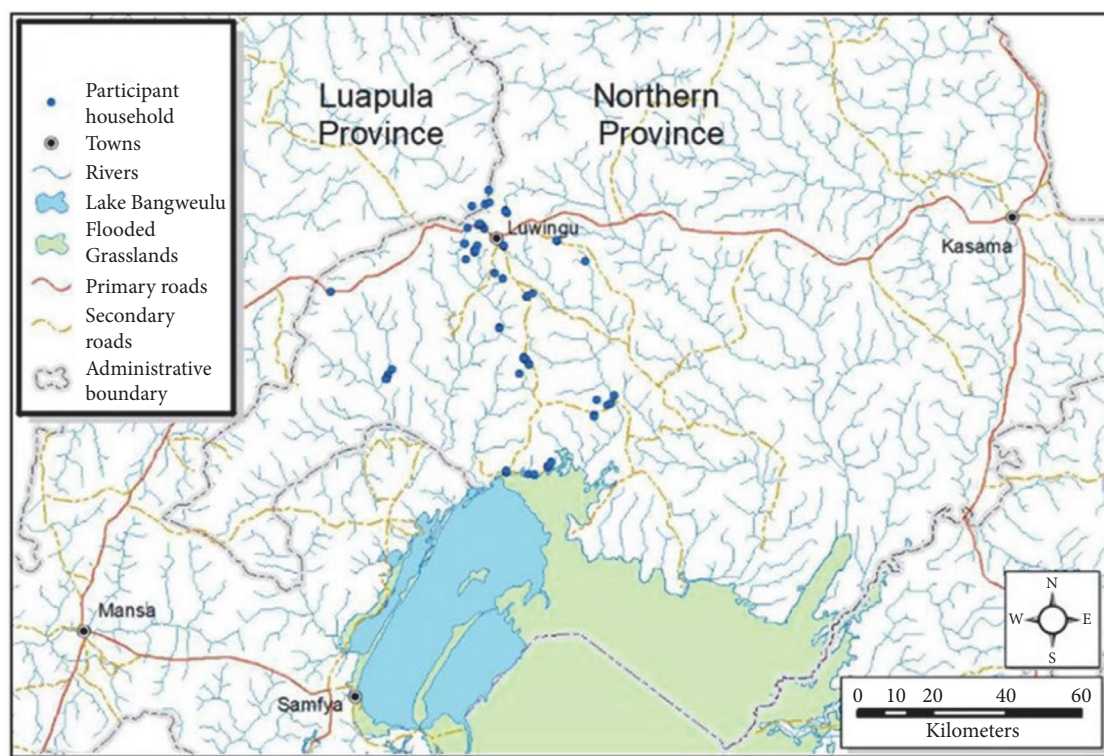 Participant
household
Towns
Rivers
Lake Bangweulu
Flooded
Grasslands
Primary roads
Secondary
roads
Administrative
boundary
Luapula
Province
Northern
Province
Luwingu
Kasama
Mansa
Samfya
N
W E
S
0 10 20 40 60
Kilometers